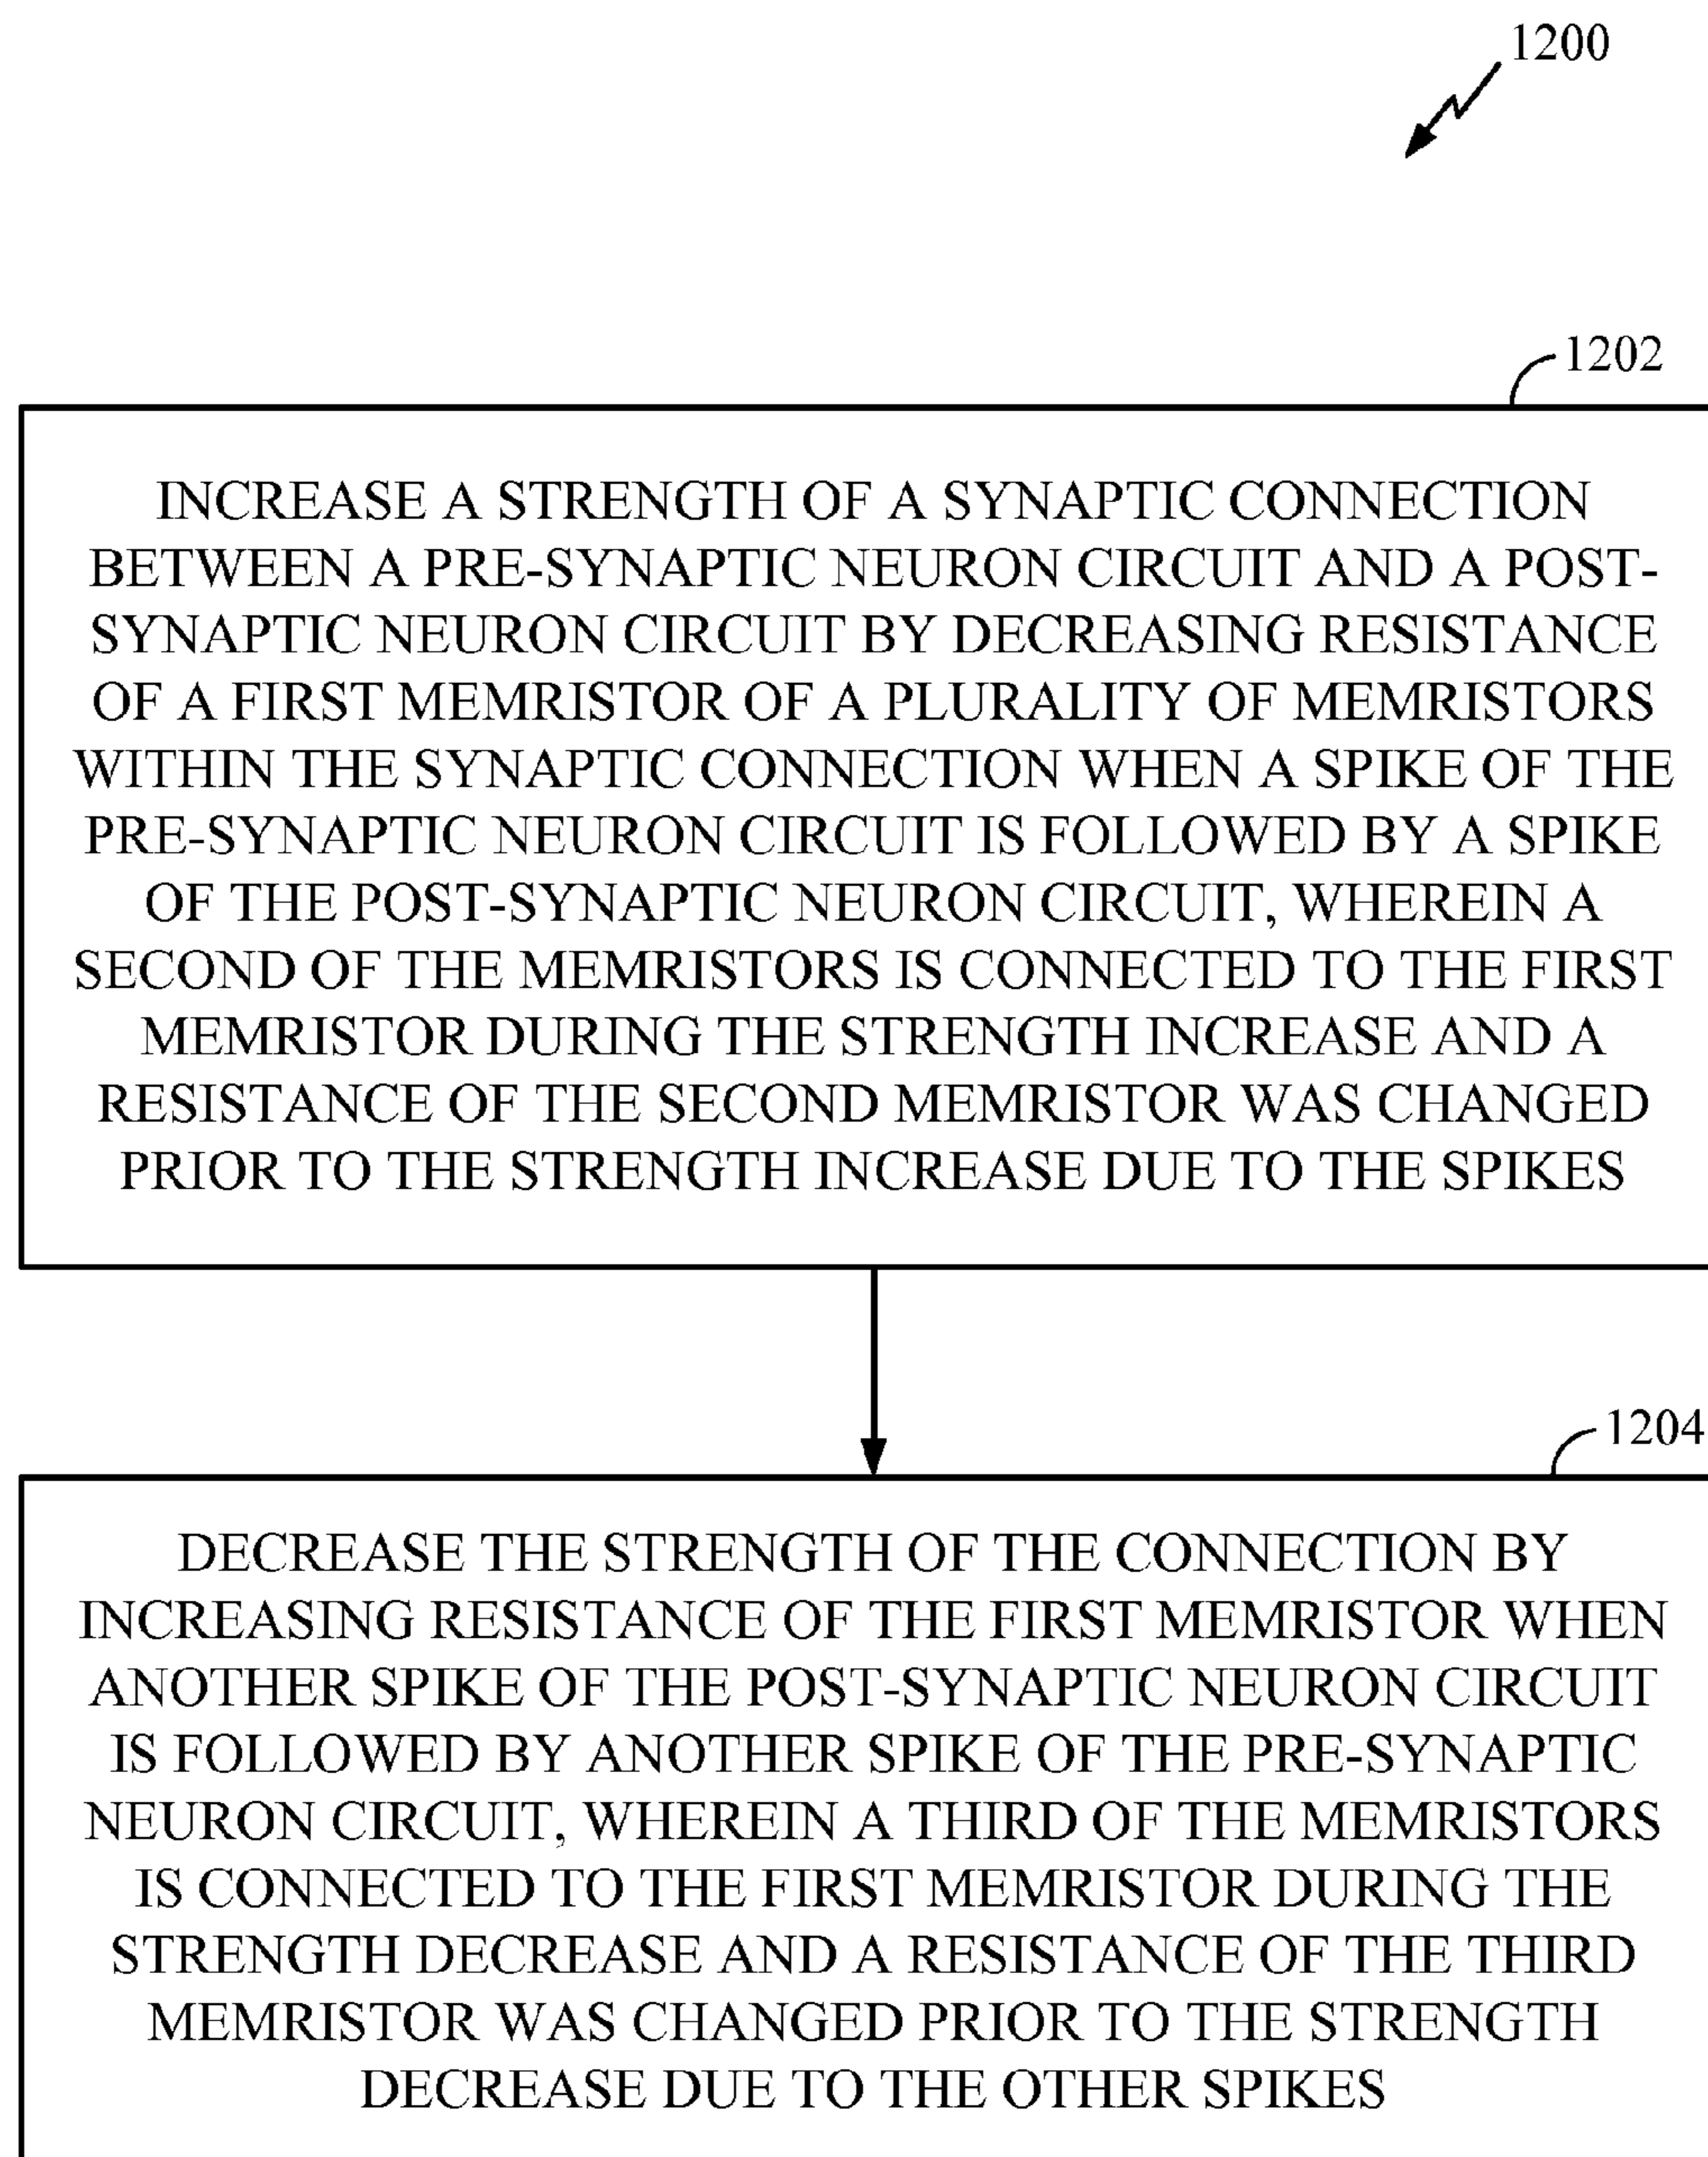 1200
1202
INCREASE A STRENGTH OF A SYNAPTIC CONNECTION
BETWEEN A PRE-SYNAPTIC NEURON CIRCUIT AND A POST-
SYNAPTIC NEURON CIRCUIT BY DECREASING RESISTANCE
OF A FIRST MEMRISTOR OF A PLURALITY OF MEMRISTORS
WITHIN THE SYNAPTIC CONNECTION WHEN A SPIKE OF THE
PRE-SYNAPTIC NEURON CIRCUIT IS FOLLOWED BY A SPIKE
OF THE POST-SYNAPTIC NEURON CIRCUIT, WHEREIN A
SECOND OF THE MEMRISTORS IS CONNECTED TO THE FIRST
MEMRISTOR DURING THE STRENGTH INCREASE AND A
RESISTANCE OF THE SECOND MEMRISTOR WAS CHANGED
PRIOR TO THE STRENGTH INCREASE DUE TO THE SPIKES
1204
DECREASE THE STRENGTH OF THE CONNECTION BY
INCREASING RESISTANCE OF THE FIRST MEMRISTOR WHEN
ANOTHER SPIKE OF THE POST-SYNAPTIC NEURON CIRCUIT
IS FOLLOWED BY ANOTHER SPIKE OF THE PRE-SYNAPTIC
NEURON CIRCUIT, WHEREIN A THIRD OF THE MEMRISTORS
IS CONNECTED TO THE FIRST MEMRISTOR DURING THE
STRENGTH DECREASE AND A RESISTANCE OF THE THIRD
MEMRISTOR WAS CHANGED PRIOR TO THE STRENGTH
DECREASE DUE TO THE OTHER SPIKES